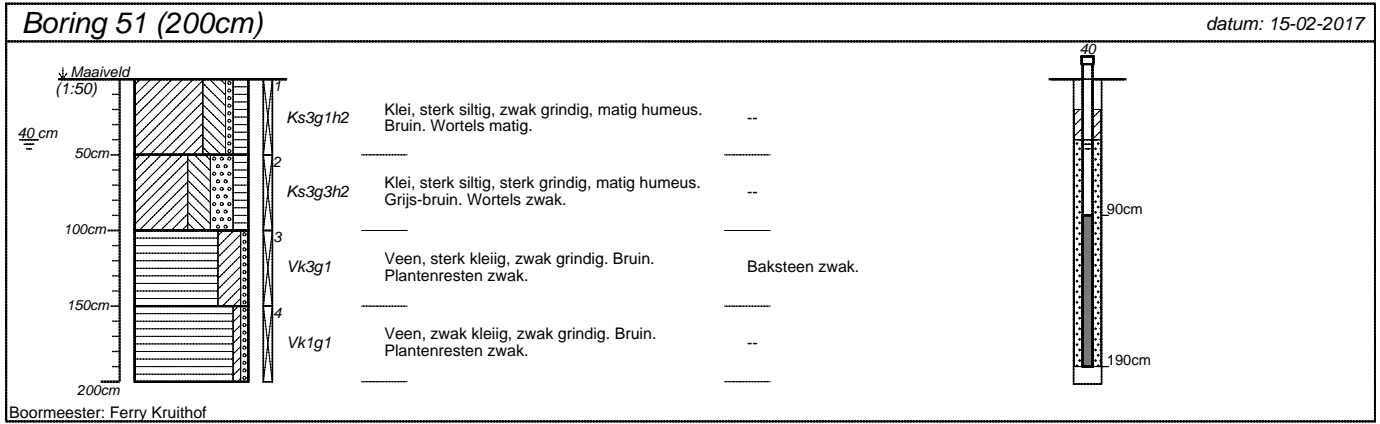 Boring 51 (200cm)
datum: 15-02-2017
40
Maaiveld
(1:50)
1
Ks3g1h2
Klei, sterk siltig, zwak grindig, matig humeus.
Bruin. Wortels matig.
--
40 cm
50cm
2
Ks3g3h2
Klei, sterk siltig, sterk grindig, matig humeus.
Grijs-bruin. Wortels zwak.
--
90cm
100cm
3
Vk3g1
Veen, sterk kleiig, zwak grindig. Bruin.
Plantenresten zwak.
Baksteen zwak.
150cm
4
Vk1g1
Veen, zwak kleiig, zwak grindig. Bruin.
Plantenresten zwak.
--
190cm
200cm
Boormeester: Ferry Kruithof